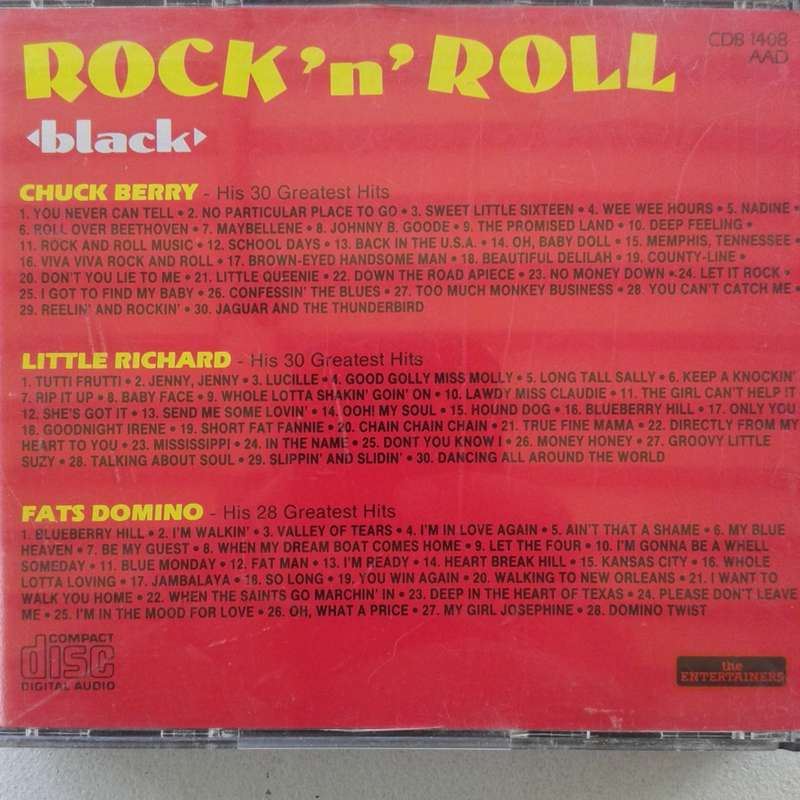 ROCK 'n' ROLL
CDB 1408
AAD
black
CHUCK BERRY - His 30 Greatest Hits
1. YOU NEVER CAN TELL • 2. NO PARTICULAR PLACE TO GO • 3. SWEET LITTLE SIXTEEN • 4. WEE WEE HOURS • 5. NADINE •
6. ROLL OVER BEETHOVEN • 7. MAYBELLENE • 8. JOHNNY B. GOODE • 9. THE PROMISED LAND • 10. DEEP FEELING •
11. ROCK AND ROLL MUSIC • 12. SCHOOL DAYS • 13. BACK IN THE U.S.A. • 14. OH, BABY DOLL • 15. MEMPHIS, TENNESSEE •
16. VIVA VIVA ROCK AND ROLL • 17. BROWN-EYED HANDSOME MAN • 18. BEAUTIFUL DELILAH • 19. COUNTY-LINE •
20. DON'T YOU LIE TO ME • 21. LITTLE QUEENIE • 22. DOWN THE ROAD APIECE • 23. NO MONEY DOWN • 24. LET IT ROCK •
25. I GOT TO FIND MY BABY • 26. CONFESSIN' THE BLUES • 27. TOO MUCH MONKEY BUSINESS • 28. YOU CAN'T CATCH ME •
29. REELIN' AND ROCKIN' • 30. JAGUAR AND THE THUNDERBIRD
LITTLE RICHARD - His 30 Greatest Hits
1. TUTTI FRUTTI • 2. JENNY, JENNY • 3. LUCILLE • 4. GOOD GOLLY MISS MOLLY • 5. LONG TALL SALLY • 6. KEEP A KNOCKIN'
7. RIP IT UP • 8. BABY FACE • 9. WHOLE LOTTA SHAKIN' GOIN' ON • 10. LAWDY MISS CLAUDIE • 11. THE GIRL CAN'T HELP IT
12. SHE'S GOT IT • 13. SEND ME SOME LOVIN' • 14. OOH! MY SOUL • 15. HOUND DOG • 16. BLUEBERRY HILL • 17. ONLY YOU
18. GOODNIGHT IRENE • 19. SHORT FAT FANNIE • 20. CHAIN CHAIN CHAIN • 21. TRUE FINE MAMA • 22. DIRECTLY FROM MY
HEART TO YOU • 23. MISSISSIPPI • 24. IN THE NAME • 25. DONT YOU KNOW I • 26. MONEY HONEY • 27. GROOVY LITTLE
SUZY • 28. TALKING ABOUT SOUL • 29. SLIPPIN' AND SLIDIN' • 30. DANCING ALL AROUND THE WORLD
FATS DOMINO - His 28 Greatest Hits
1. BLUEBERRY HILL • 2. I'M WALKIN' • 3. VALLEY OF TEARS • 4. I'M IN LOVE AGAIN • 5. AIN'T THAT A SHAME • 6. MY BLUE
HEAVEN • 7. BE MY GUEST • 8. WHEN MY DREAM BOAT COMES HOME • 9. LET THE FOUR • 10. I'M GONNA BE A WHELL
SOMEDAY • 11. BLUE MONDAY • 12. FAT MAN • 13. I'M READY • 14. HEART BREAK HILL • 15. KANSAS CITY • 16. WHOLE
LOTTA LOVING • 17. JAMBALAYA • 18. SO LONG • 19. YOU WIN AGAIN • 20. WALKING TO NEW ORLEANS • 21. I WANT TO
WALK YOU HOME • 22. WHEN THE SAINTS GO MARCHIN' IN • 23. DEEP IN THE HEART OF TEXAS • 24. PLEASE DON'T LEAVE
ME • 25. I'M IN THE MOOD FOR LOVE • 26. OH, WHAT A PRICE • 27. MY GIRL JOSEPHINE • 28. DOMINO TWIST
COMPACT
disc
DIGITAL AUDIO
the
ENTERTAINERS